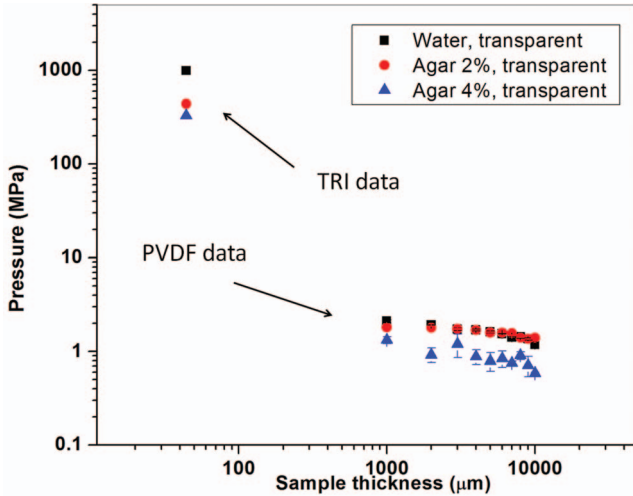 Water, transparent
Agar 2%, transparent
Agar 4%, transparent
1000
100
10
1
0.1
Pressure (MPa)
TRI data
PVDF data
100
1000
10000
Sample thickness (μm)